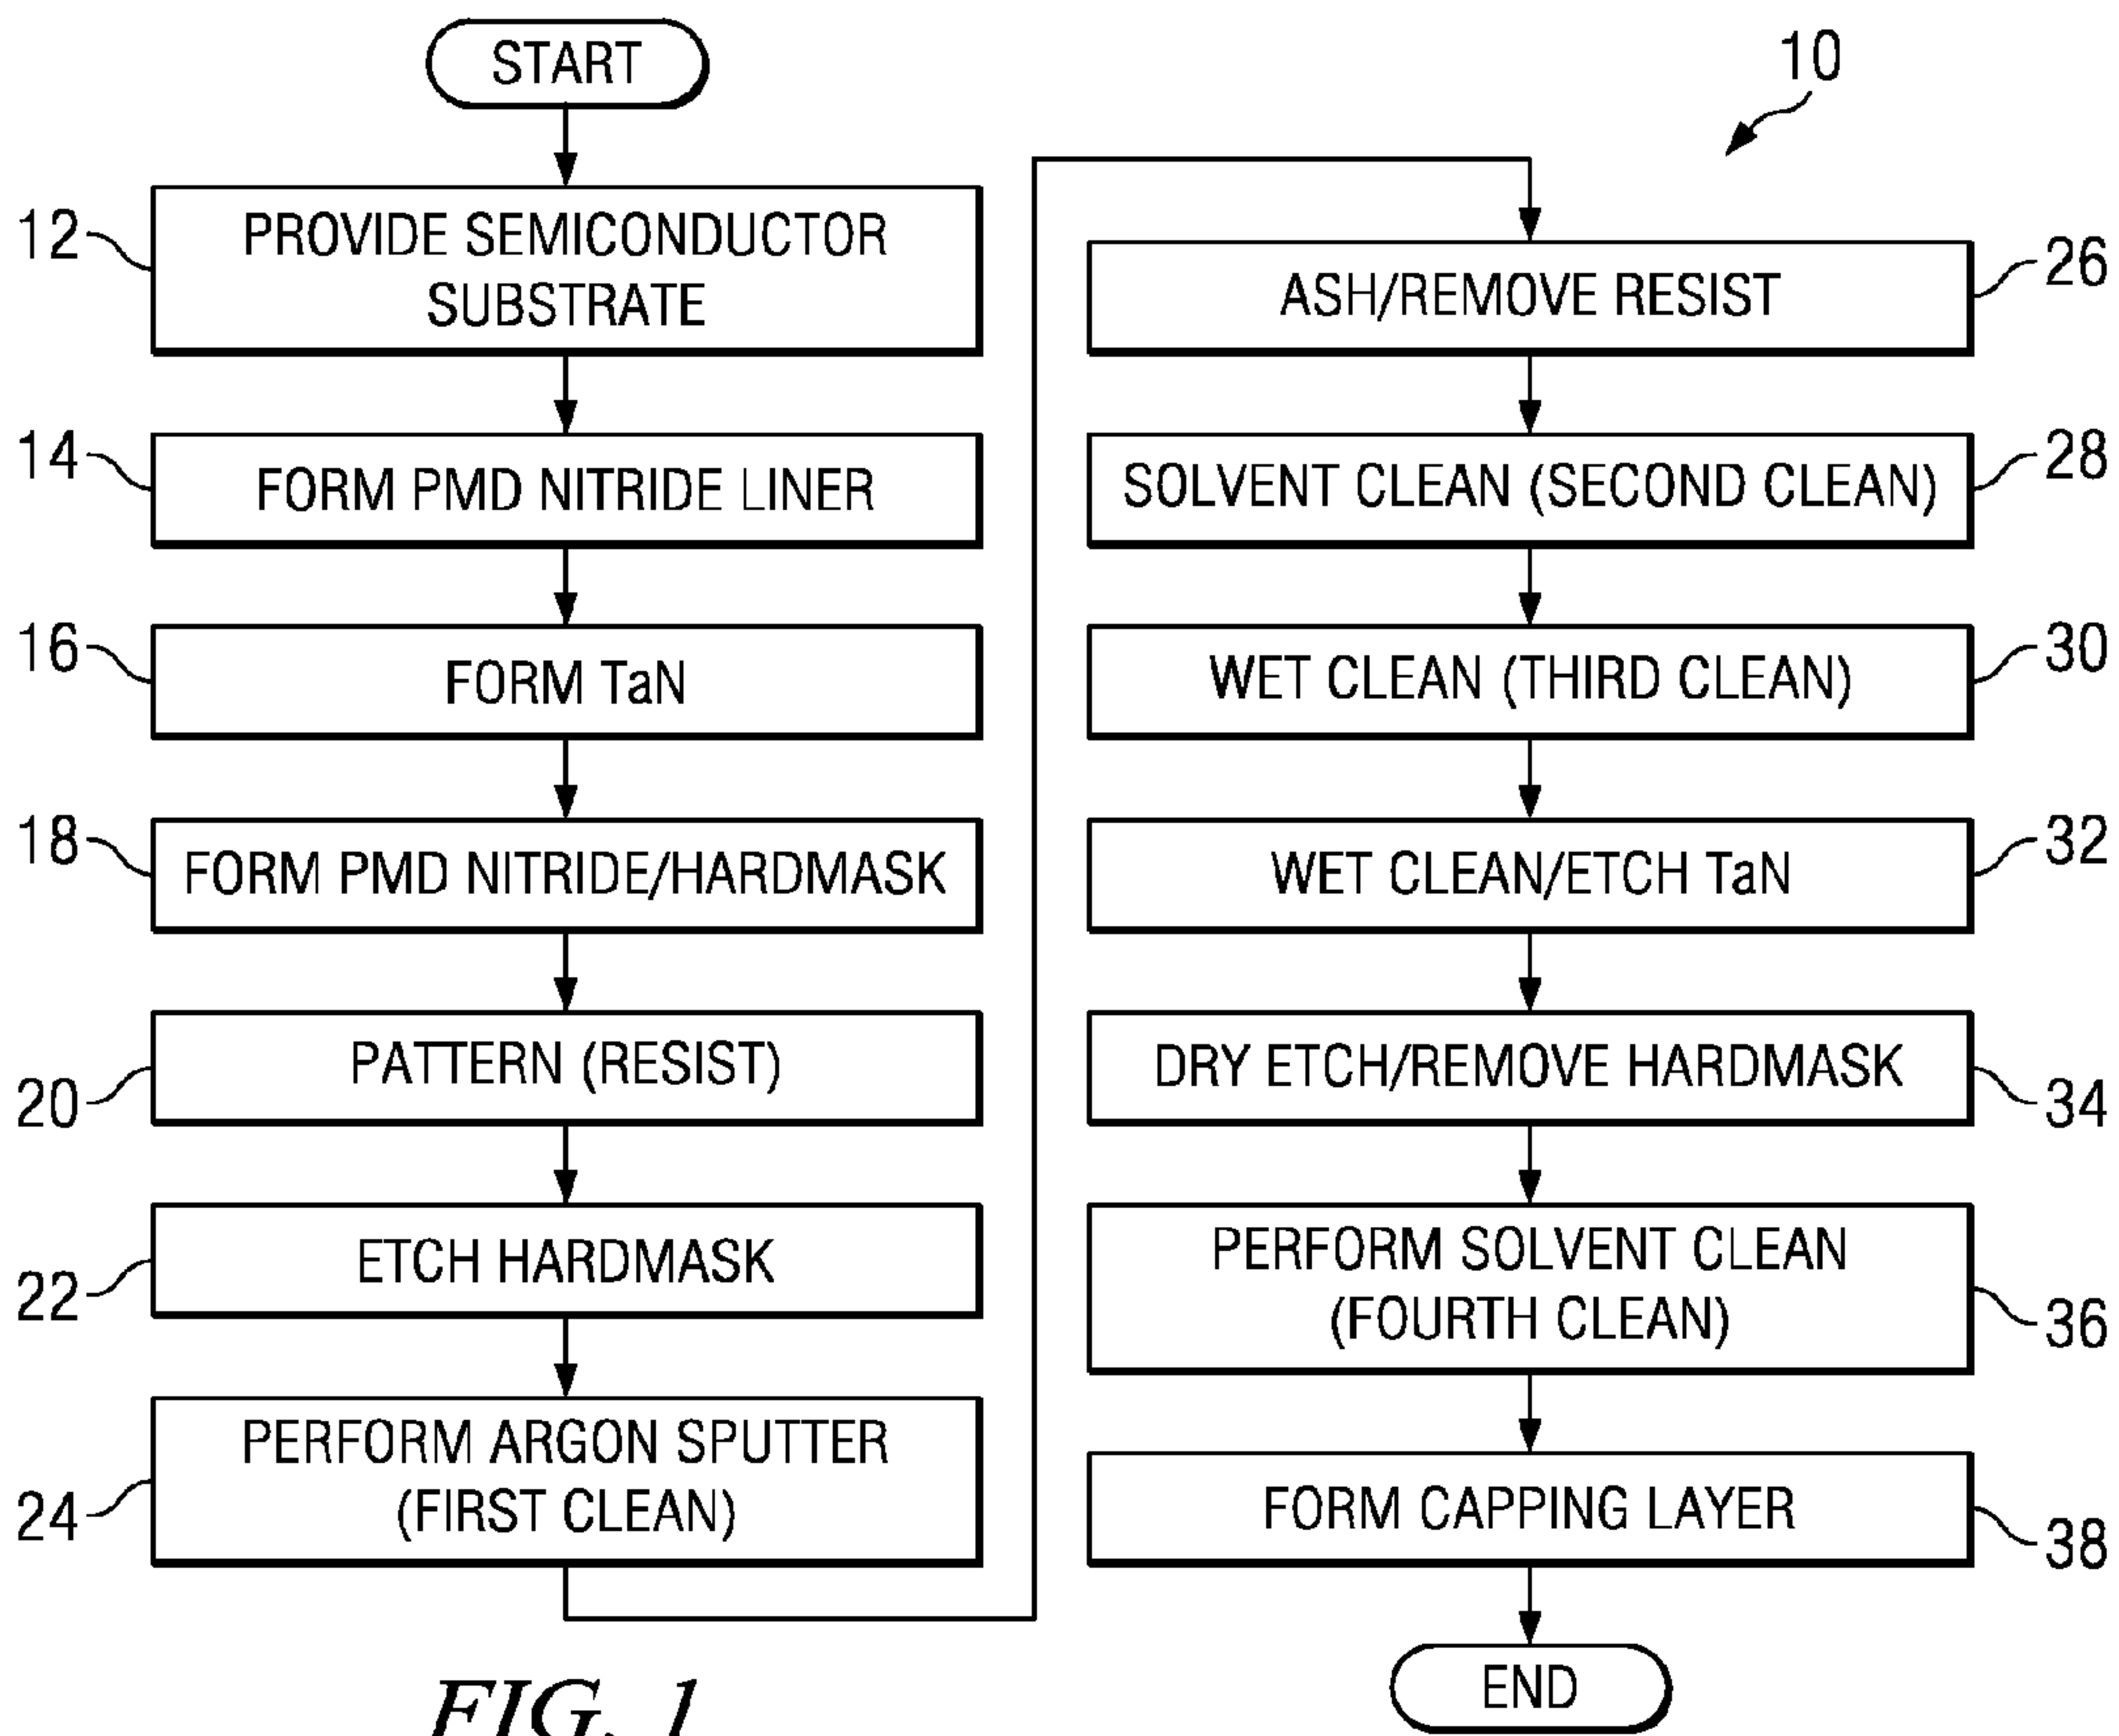 START
10
12
PROVIDE SEMICONDUCTOR
SUBSTRATE
14
FORM PMD NITRIDE LINER
16
FORM TaN
18
FORM PMD NITRIDE/HARDMASK
20
PATTERN (RESIST)
22
ETCH HARDMASK
24
PERFORM ARGON SPUTTER
(FIRST CLEAN)
26
ASH/REMOVE RESIST
28
SOLVENT CLEAN (SECOND CLEAN)
30
WET CLEAN (THIRD CLEAN)
32
WET CLEAN/ETCH TaN
34
DRY ETCH/REMOVE HARDMASK
36
PERFORM SOLVENT CLEAN
(FOURTH CLEAN)
38
FORM CAPPING LAYER
END
FIG. 1